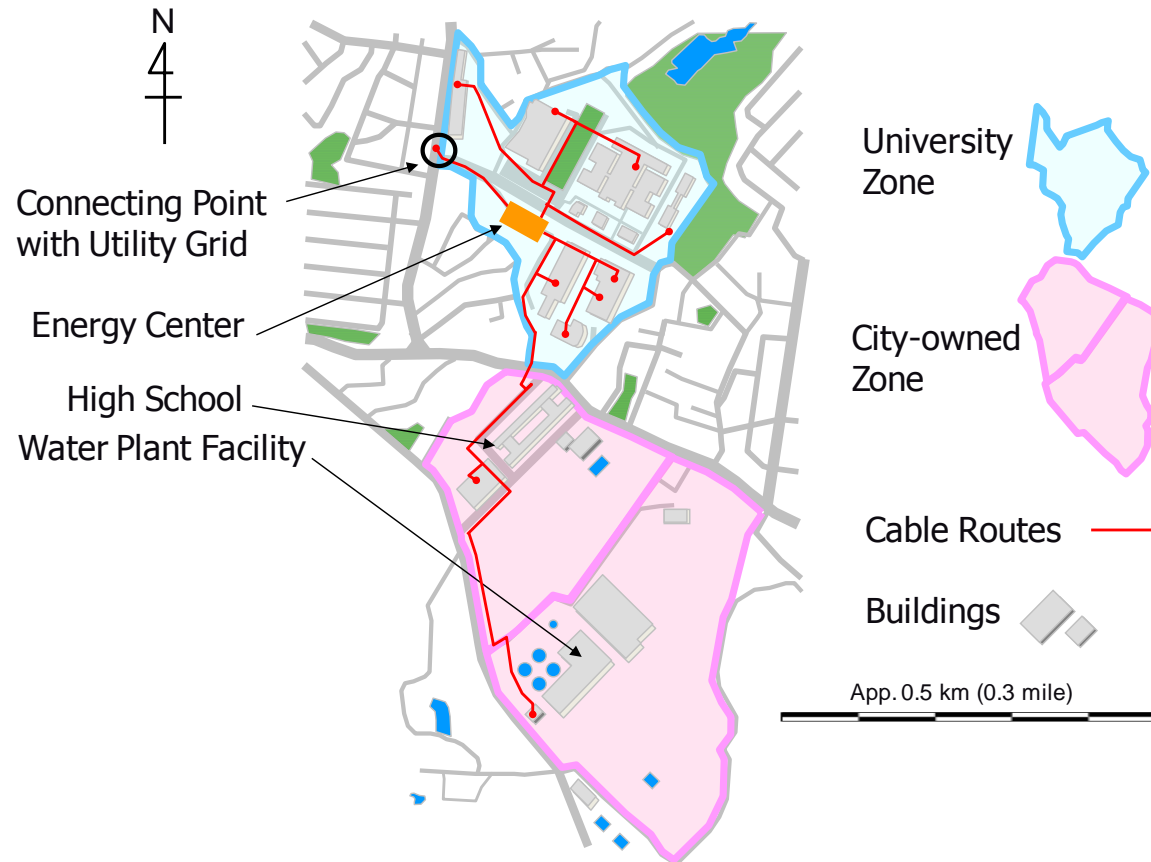 N
Connecting Point
with Utility Grid
Energy Center
High School
Water Plant Facility
University
Zone
City-owned
Zone
Cable Routes
Buildings
App. 0.5 km (0.3 mile)